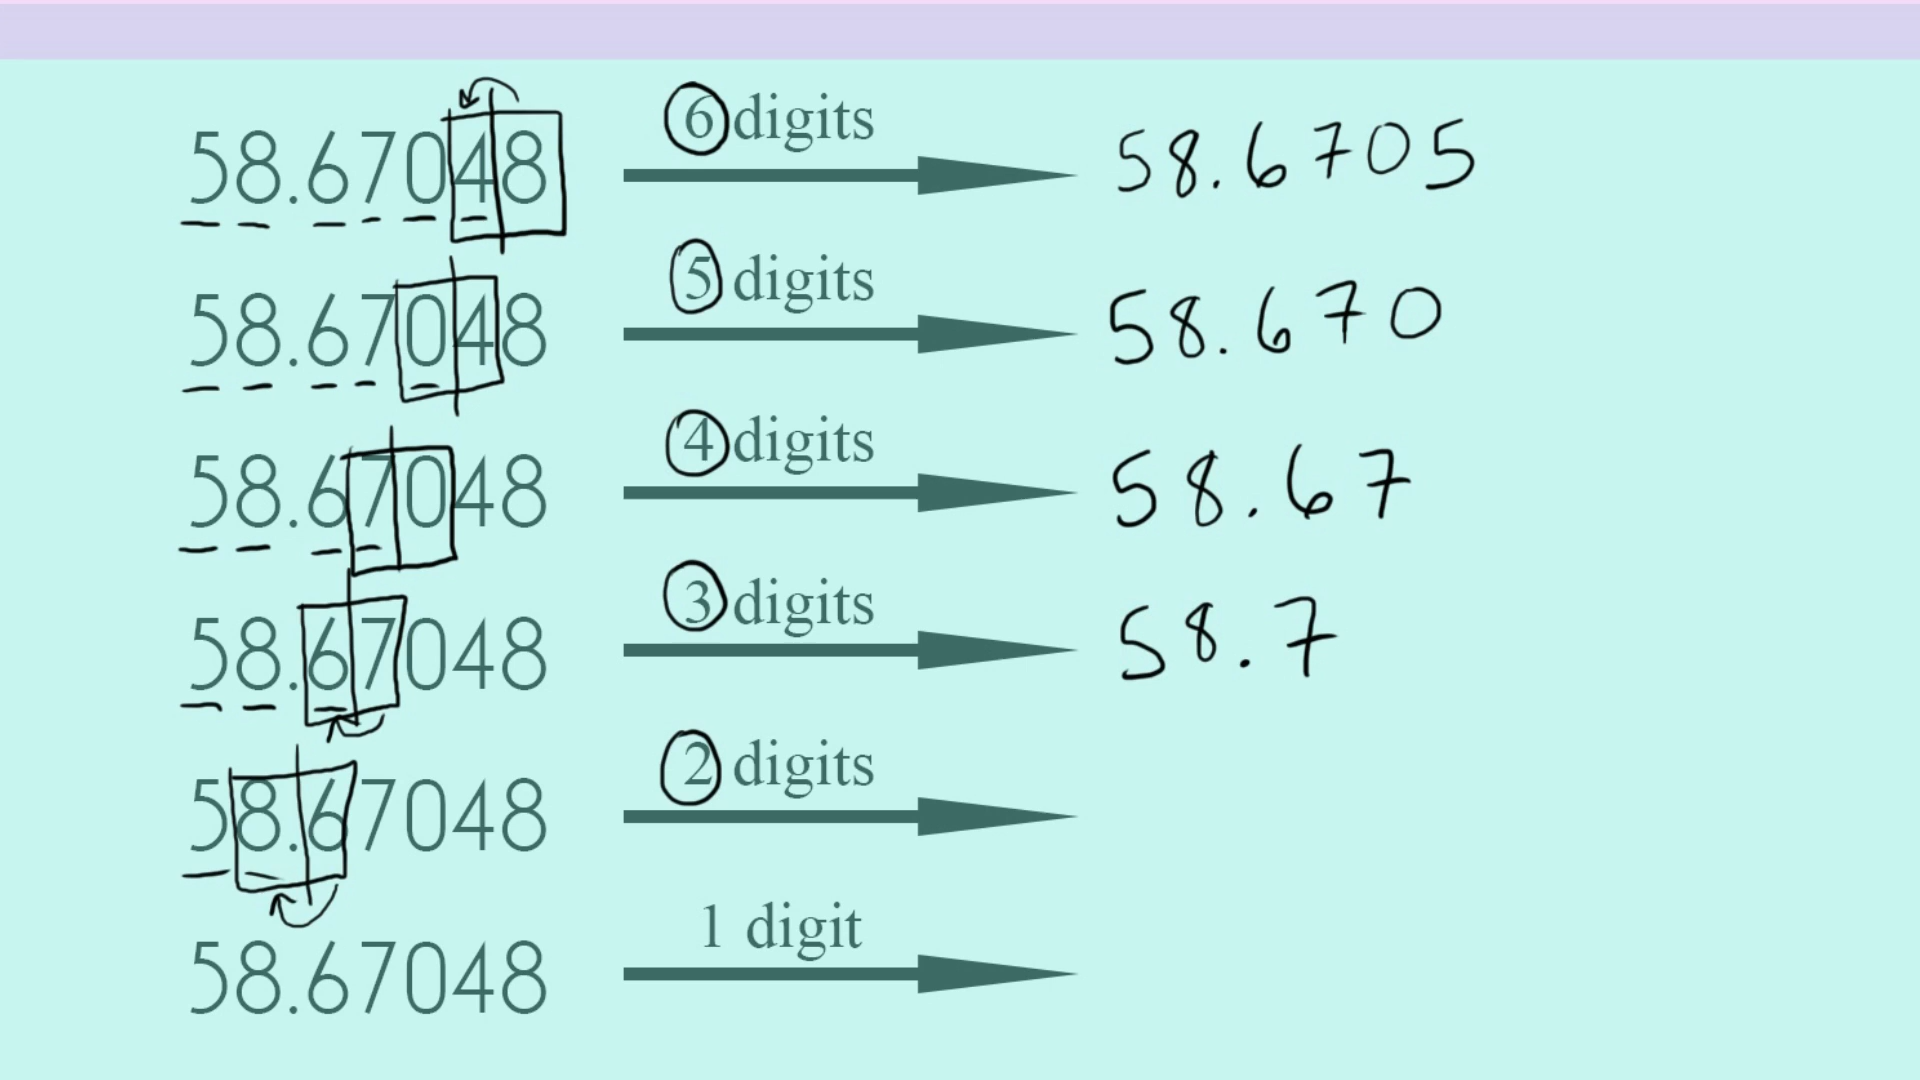 58.67048 6 digits 58.6705
58.67048 5 digits 58.670
58.67048 4 digits 58.67
58.67048 3 digits 58.7
58.67048 2 digits
58.67048 1 digit